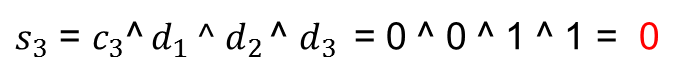 s₃ = c₃^ d₁ ^ d₂ ^ d₃ = 0 ^ 0 ^ 1 ^ 1 = 0